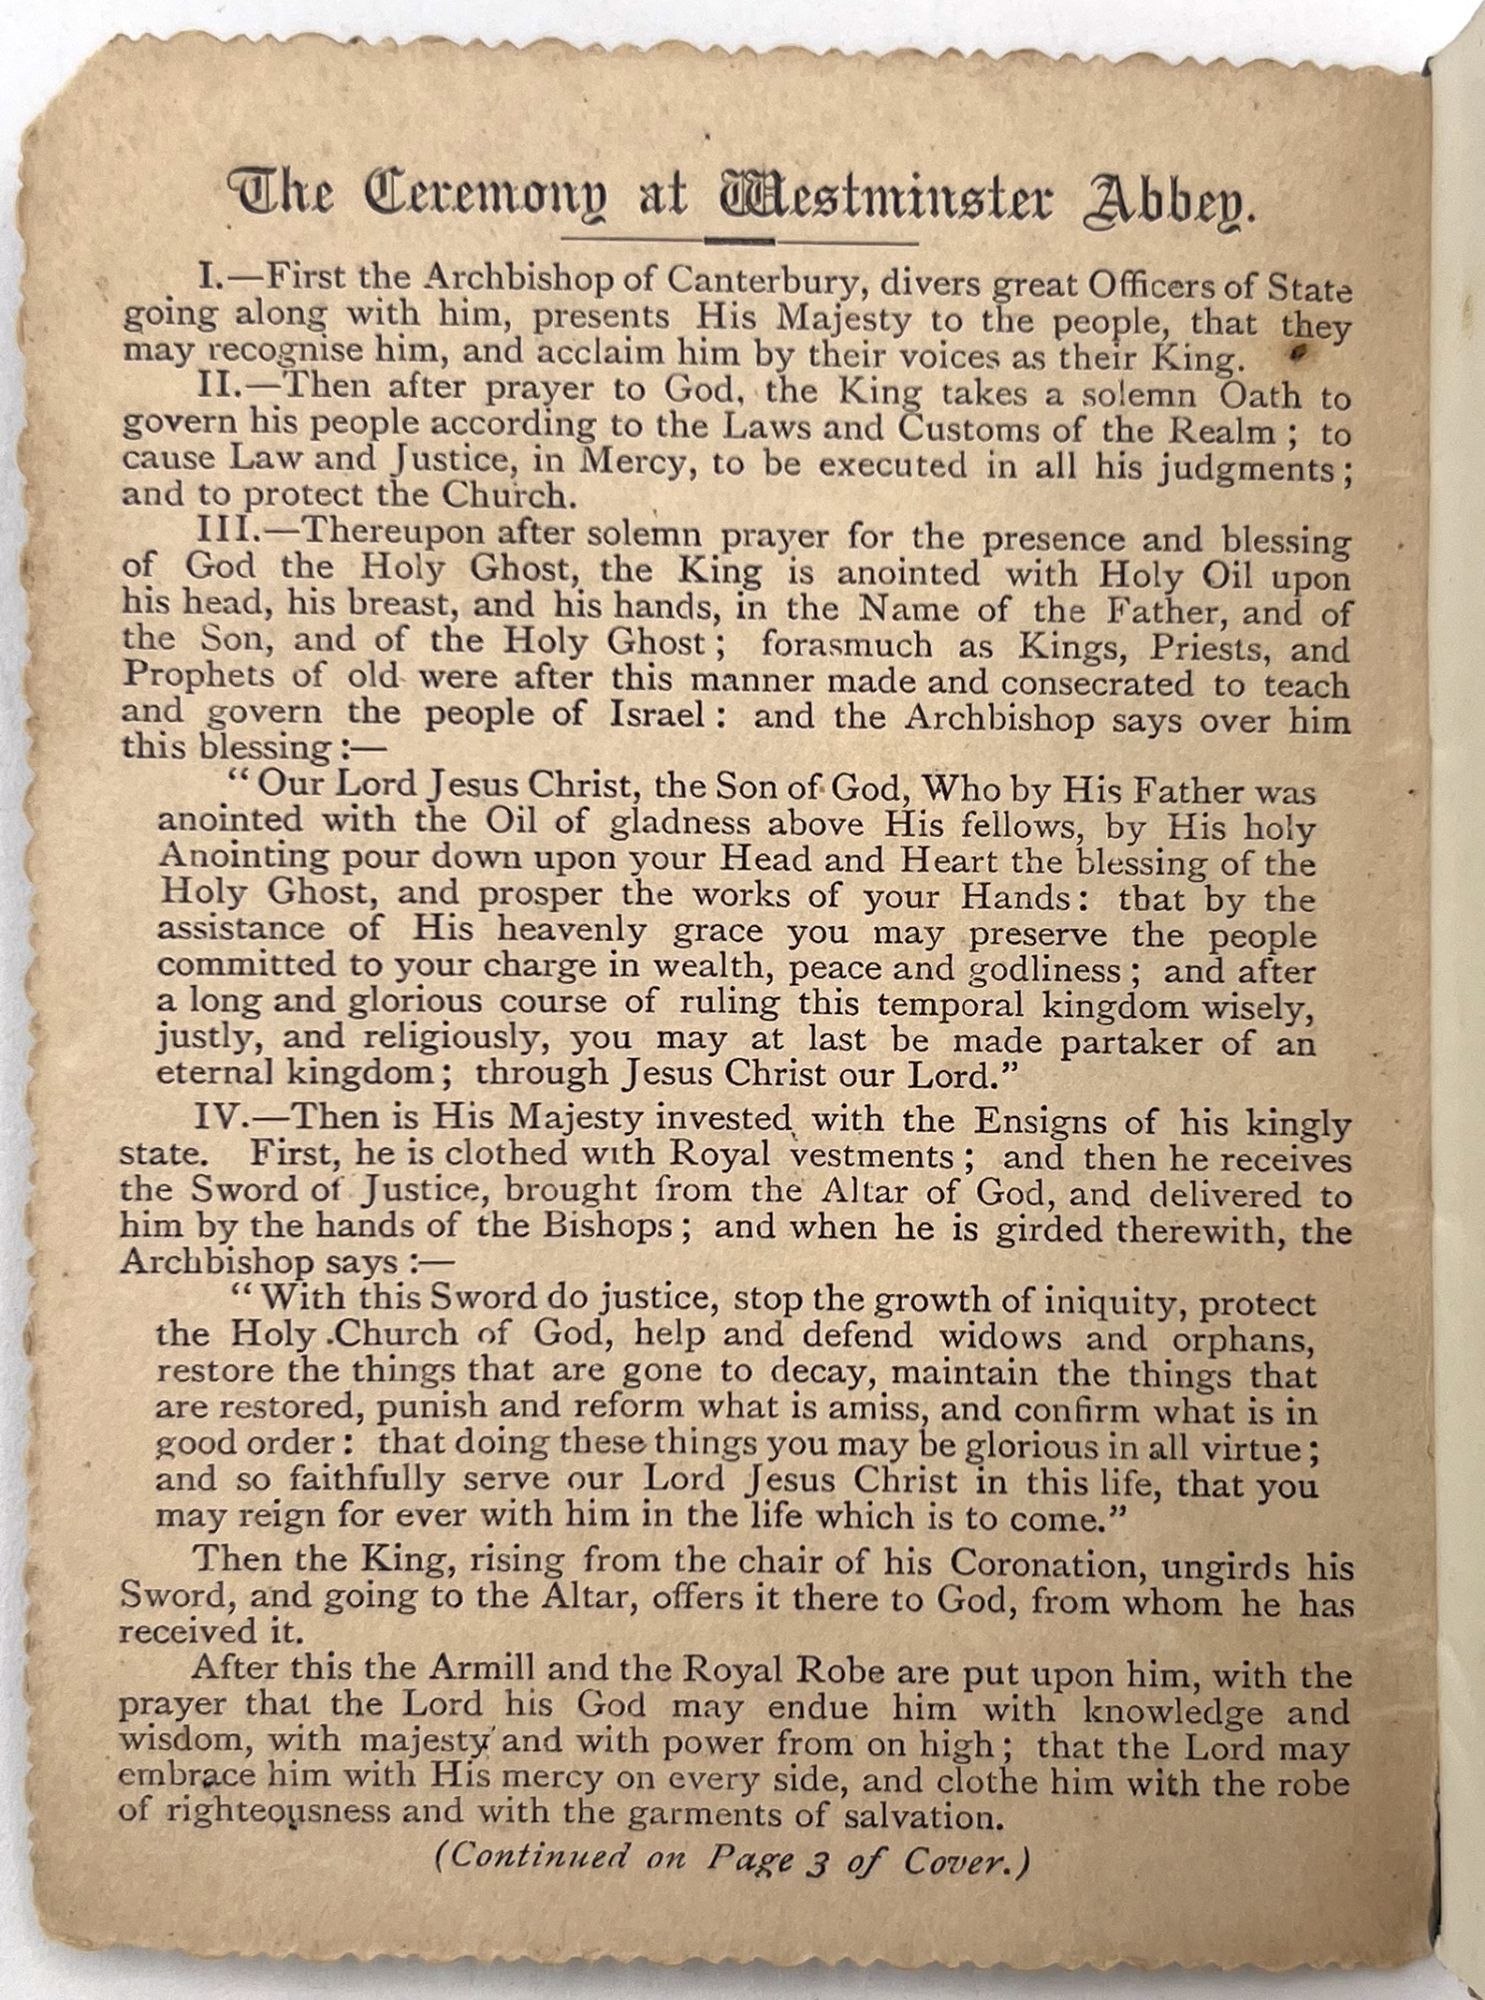 The Ceremony at Westminster Abbey.
I.—First the Archbishop of Canterbury, divers great Officers of State
going along with him, presents His Majesty to the people, that they
may recognise him, and acclaim him by their voices as their King.
II.—Then after prayer to God, the King takes a solemn Oath to
govern his people according to the Laws and Customs of the Realm; to
cause Law and Justice, in Mercy, to be executed in all his judgments;
and to protect the Church.
III.—Thereupon after solemn prayer for the presence and blessing
of God the Holy Ghost, the King is anointed with Holy Oil upon
his head, his breast, and his hands, in the Name of the Father, and of
the Son, and of the Holy Ghost; forasmuch as Kings, Priests, and
Prophets of old were after this manner made and consecrated to teach
and govern the people of Israel: and the Archbishop says over him
this blessing:—
“Our Lord Jesus Christ, the Son of God, Who by His Father was
anointed with the Oil of gladness above His fellows, by His holy
Anointing pour down upon your Head and Heart the blessing of the
Holy Ghost, and prosper the works of your Hands: that by the
assistance of His heavenly grace you may preserve the people
committed to your charge in wealth, peace and godliness; and after
a long and glorious course of ruling this temporal kingdom wisely,
justly, and religiously, you may at last be made partaker of an
eternal kingdom; through Jesus Christ our Lord.”
IV.—Then is His Majesty invested with the Ensigns of his kingly
state. First, he is clothed with Royal vestments; and then he receives
the Sword of Justice, brought from the Altar of God, and delivered to
him by the hands of the Bishops; and when he is girded therewith, the
Archbishop says:—
“With this Sword do justice, stop the growth of iniquity, protect
the Holy Church of God, help and defend widows and orphans,
restore the things that are gone to decay, maintain the things that
are restored, punish and reform what is amiss, and confirm what is in
good order: that doing these things you may be glorious in all virtue;
and so faithfully serve our Lord Jesus Christ in this life, that you
may reign for ever with him in the life which is to come.”
Then the King, rising from the chair of his Coronation, ungirds his
Sword, and going to the Altar, offers it there to God, from whom he has
received it.
After this the Armill and the Royal Robe are put upon him, with the
prayer that the Lord his God may endue him with knowledge and
wisdom, with majesty and with power from on high; that the Lord may
embrace him with His mercy on every side, and clothe him with the robe
of righteousness and with the garments of salvation.
(Continued on Page 3 of Cover.)